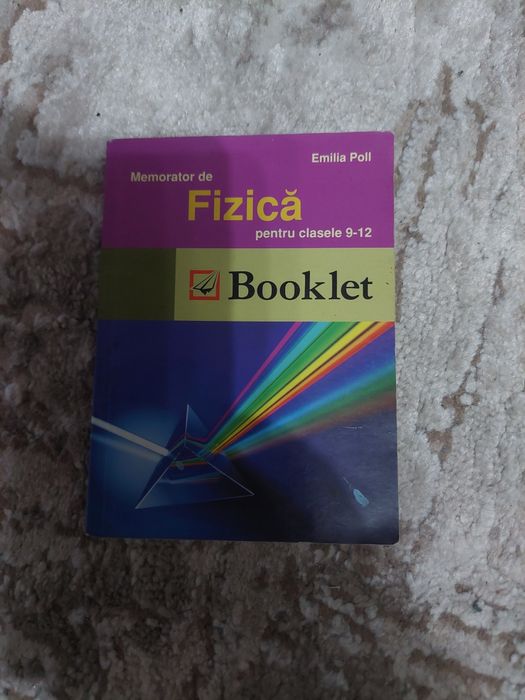 Emilia Poll
Memorator de
Fizică
pentru clasele 9-12
Booklet